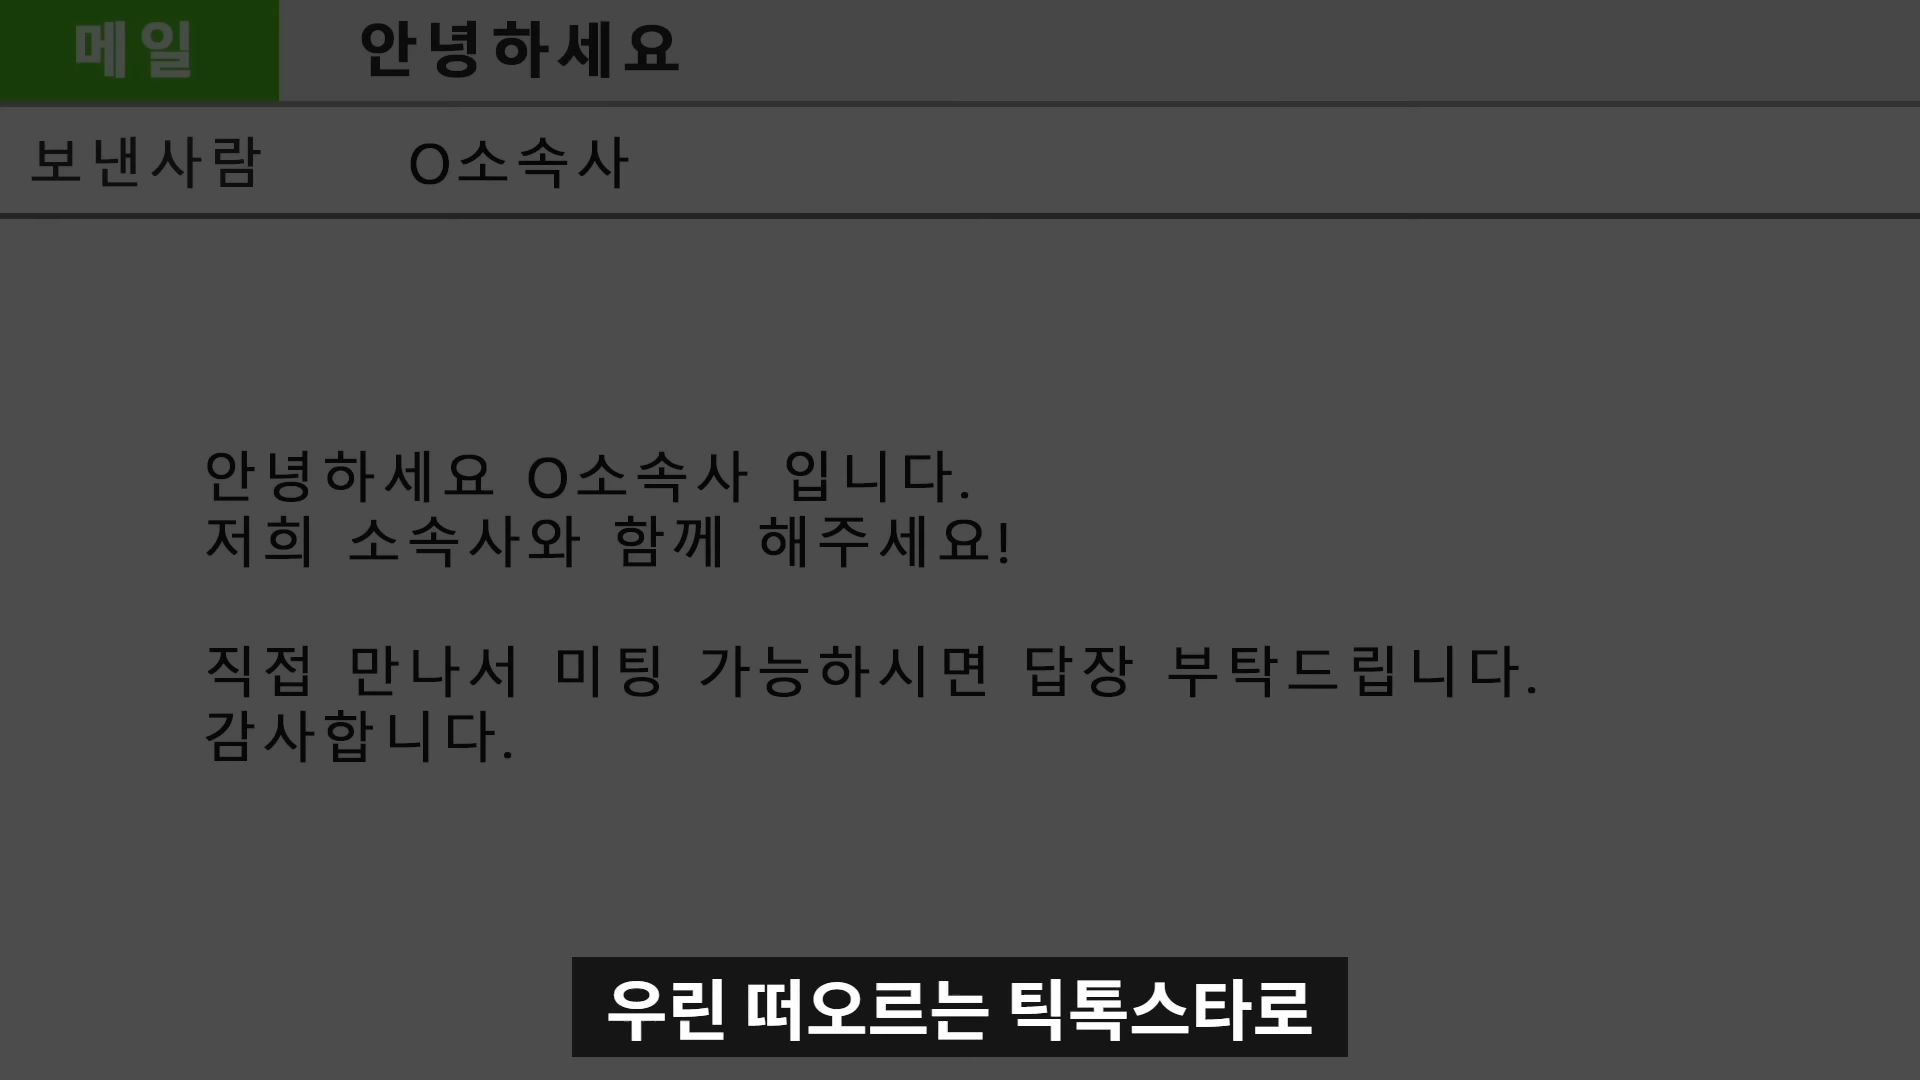 메일 안녕하세요
보낸사람 O소속사
안녕하세요 O소속사 입니다.
저희 소속사와 함께 해주세요!
직접 만나서 미팅 가능하시면 답장 부탁드립니다.
감사합니다.
우린 떠오르는 틱톡스타로